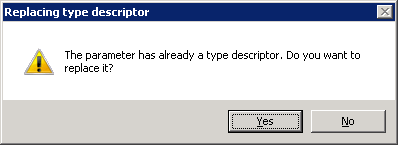 Replacing type descriptor
The parameter has already a type descriptor. Do you want to
replace it?
Yes
No